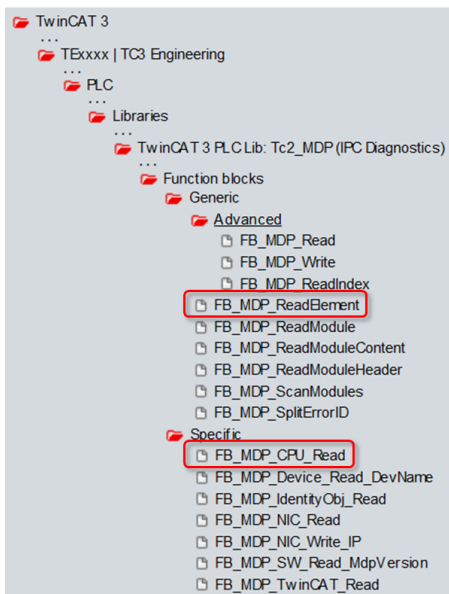 TwinCAT 3
...
TExxxx | TC3 Engineering
...
PLC
...
Libraries
...
TwinCAT 3 PLC Lib: Tc2_MDP (IPC Diagnostics)
...
Function blocks
Generic
Advanced
FB_MDP_Read
FB_MDP_Write
FB_MDP_ReadIndex
FB_MDP_ReadElement
FB_MDP_ReadModule
FB_MDP_ReadModuleContent
FB_MDP_ReadModuleHeader
FB_MDP_ScanModules
FB_MDP_SplitErrorID
Specific
FB_MDP_CPU_Read
FB_MDP_Device_Read_DevName
FB_MDP_IdentityObj_Read
FB_MDP_NIC_Read
FB_MDP_NIC_Write_IP
FB_MDP_SW_Read_MdpVersion
FB_MDP_TwinCAT_Read